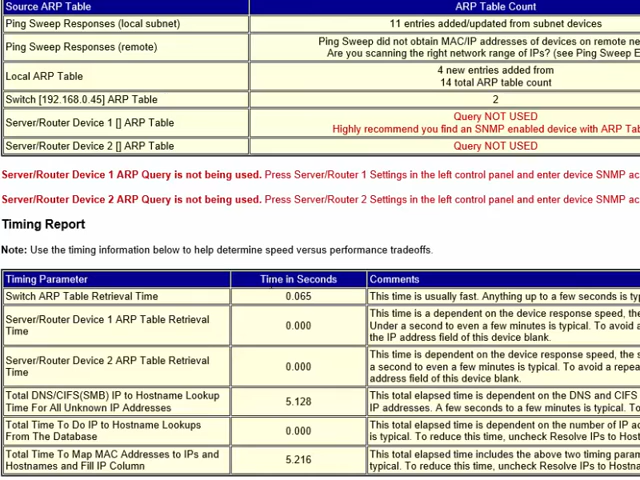 Source ARP Table ARP Table Count
Ping Sweep Responses (local subnet) 11 entries added/updated from subnet devices
Ping Sweep Responses (remote) Ping Sweep did not obtain MAC/IP addresses of devices on remote ne
Are you scanning the right network range of IPs? (see Ping Sweep E
Local ARP Table 4 new entries added from
14 total ARP table count
Switch [192.168.0.45] ARP Table 2
Server/Router Device 1 [] ARP Table Query NOT USED
Highly recommend you find an SNMP enabled device with ARP Tab
Server/Router Device 2 [] ARP Table Query NOT USED
Server/Router Device 1 ARP Query is not being used. Press Server/Router 1 Settings in the left control panel and enter device SNMP ac
Server/Router Device 2 ARP Query is not being used. Press Server/Router 2 Settings in the left control panel and enter device SNMP ac
Timing Report
Note: Use the timing information below to help determine speed versus performance tradeoffs.
Timing Parameter Time in Seconds Comments
Switch ARP Table Retrieval Time 0.065 This time is usually fast. Anything up to a few seconds is typ
Server/Router Device 1 ARP Table Retrieval
Time 0.000 This time is a dependent on the device response speed, the
Under a second to even a few minutes is typical. To avoid a
the IP address field of this device blank.
Server/Router Device 2 ARP Table Retrieval
Time 0.000 This time is dependent on the device response speed, the s
a second to even a few minutes is typical. To avoid a repea
address field of this device blank.
Total DNS/CIFS(SMB) IP to Hostname Lookup
Time For All Unknown IP Addresses 5.128 This total elapsed time is dependent on the DNS and CIFS
IP addresses. A few seconds to a few minutes is typical. To
Total Time To Do IP to Hostname Lookups
From The Database 0.000 This total elapsed time is dependent on the number of IP ac
is typical. To reduce this time, uncheck Resolve IPs to Host
Total Time To Map MAC Addresses to IPs and
Hostnames and Fill IP Column 5.216 This total elapsed time includes the above two timing param
typical. To reduce this time, uncheck Resolve IPs to Hostna